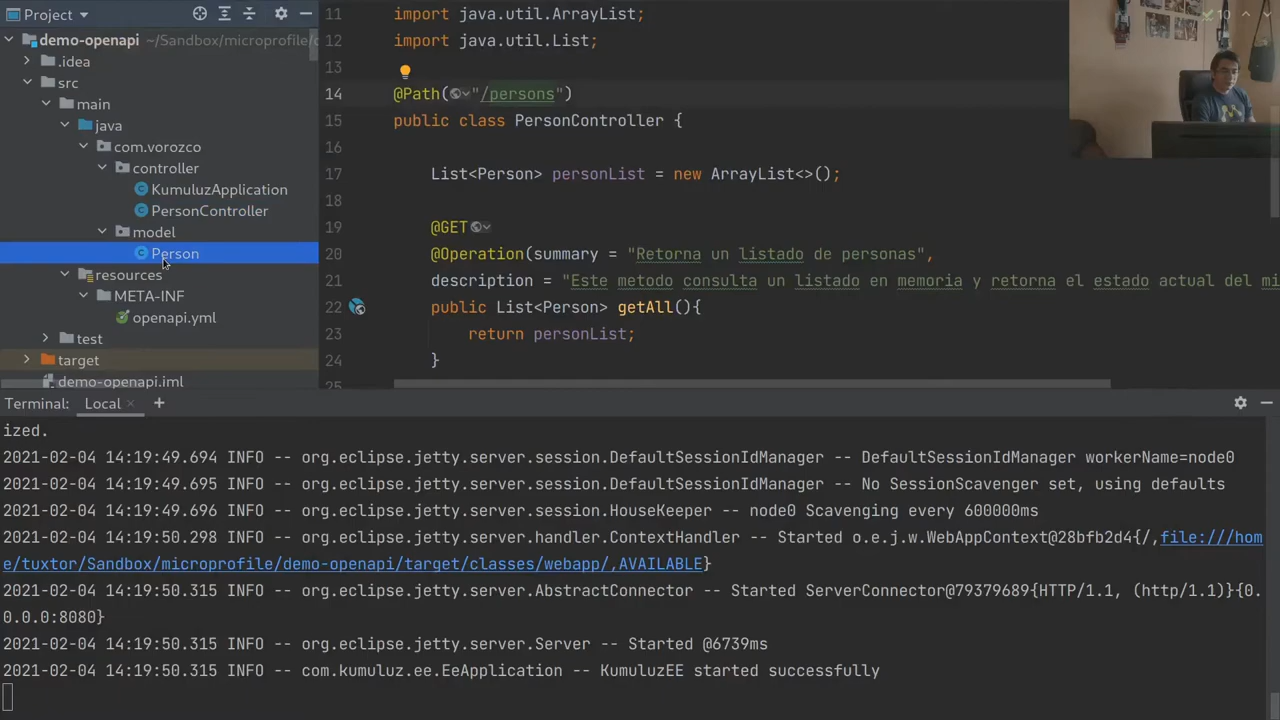 Project
demo-openapi ~/Sandbox/microprofile/
.idea
src
main
java
com.vorozco
controller
KumuluzApplication
PersonController
model
Person
resources
META-INF
openapi.yml
test
target
demo-openapi.iml
10
11 import java.util.ArrayList;
12 import java.util.List;
13
14 @Path("/persons")
15 public class PersonController {
16
17 List<Person> personList = new ArrayList<>();
18
19 @GET
20 @Operation(summary = "Retorna un listado de personas",
21 description = "Este metodo consulta un listado en memoria y retorna el estado actual del mi
22 public List<Person> getAll(){
23 return personList;
24 }
25
Terminal: Local × +
ized.
2021-02-04 14:19:49.694 INFO -- org.eclipse.jetty.server.session.DefaultSessionIdManager -- DefaultSessionIdManager workerName=node0
2021-02-04 14:19:49.695 INFO -- org.eclipse.jetty.server.session.DefaultSessionIdManager -- No SessionScavenger set, using defaults
2021-02-04 14:19:49.696 INFO -- org.eclipse.jetty.server.session.HouseKeeper -- node0 Scavenging every 600000ms
2021-02-04 14:19:50.298 INFO -- org.eclipse.jetty.server.handler.ContextHandler -- Started o.e.j.w.WebAppContext@28bfb2d4{/,file:///hom
e/tuxtor/Sandbox/microprofile/demo-openapi/target/classes/webapp/,AVAILABLE}
2021-02-04 14:19:50.315 INFO -- org.eclipse.jetty.server.AbstractConnector -- Started ServerConnector@79379689{HTTP/1.1, (http/1.1)}{0.
0.0.0:8080}
2021-02-04 14:19:50.315 INFO -- org.eclipse.jetty.server.Server -- Started @6739ms
2021-02-04 14:19:50.315 INFO -- com.kumuluz.ee.EeApplication -- KumuluzEE started successfully